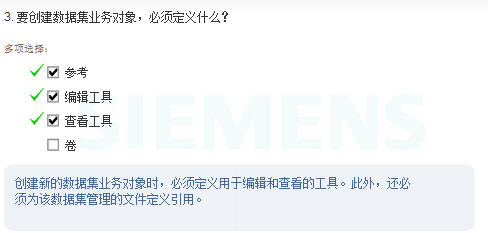 3. 要创建数据集业务对象，必须定义什么？
多项选择：
参考
编辑工具
查看工具
卷
SIEMENS
创建新的数据集业务对象时，必须定义用于编辑和查看的工具。此外，还必
须为该数据集管理的文件定义引用。